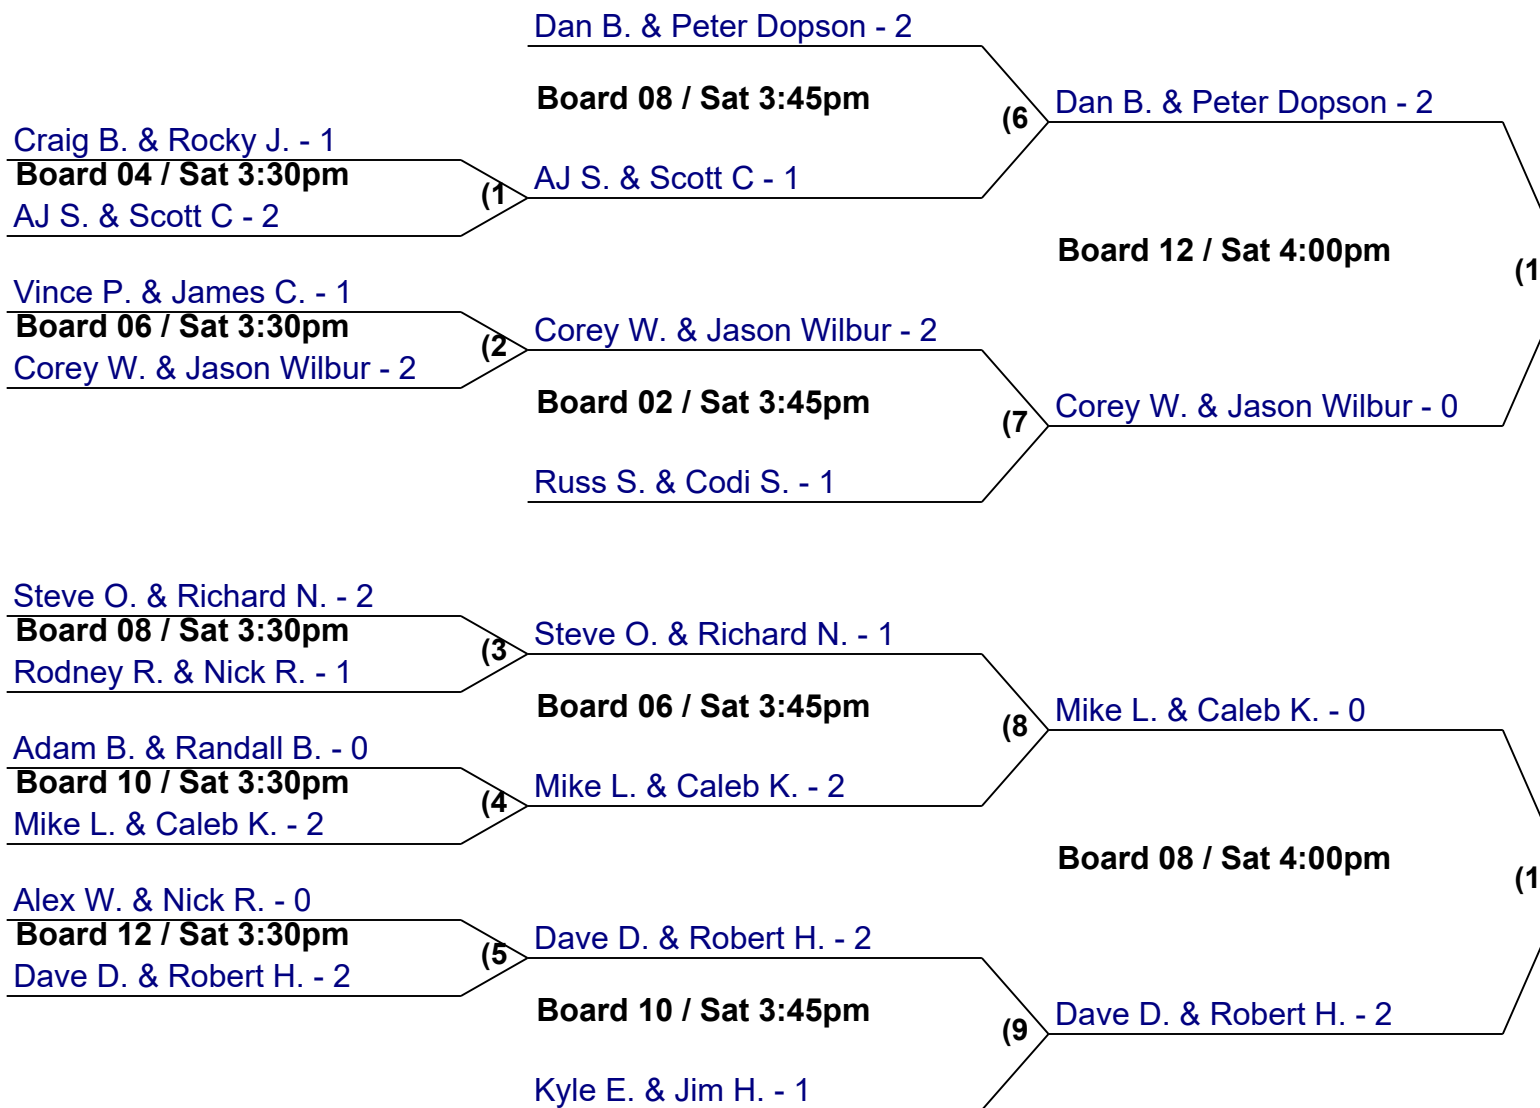 Dan B. & Peter Dopson - 2
Board 08 / Sat 3:45pm
(6
Dan B. & Peter Dopson - 2
Craig B. & Rocky J. - 1
Board 04 / Sat 3:30pm
(1
AJ S. & Scott C - 2
AJ S. & Scott C - 1
Board 12 / Sat 4:00pm
(1
Vince P. & James C. - 1
Board 06 / Sat 3:30pm
(2
Corey W. & Jason Wilbur - 2
Corey W. & Jason Wilbur - 2
Board 02 / Sat 3:45pm
(7
Corey W. & Jason Wilbur - 0
Russ S. & Codi S. - 1
Steve O. & Richard N. - 2
Board 08 / Sat 3:30pm
(3
Rodney R. & Nick R. - 1
Steve O. & Richard N. - 1
Board 06 / Sat 3:45pm
(8
Mike L. & Caleb K. - 0
Adam B. & Randall B. - 0
Board 10 / Sat 3:30pm
(4
Mike L. & Caleb K. - 2
Mike L. & Caleb K. - 2
Board 08 / Sat 4:00pm
(1
Alex W. & Nick R. - 0
Board 12 / Sat 3:30pm
(5
Dave D. & Robert H. - 2
Dave D. & Robert H. - 2
Board 10 / Sat 3:45pm
(9
Dave D. & Robert H. - 2
Kyle E. & Jim H. - 1